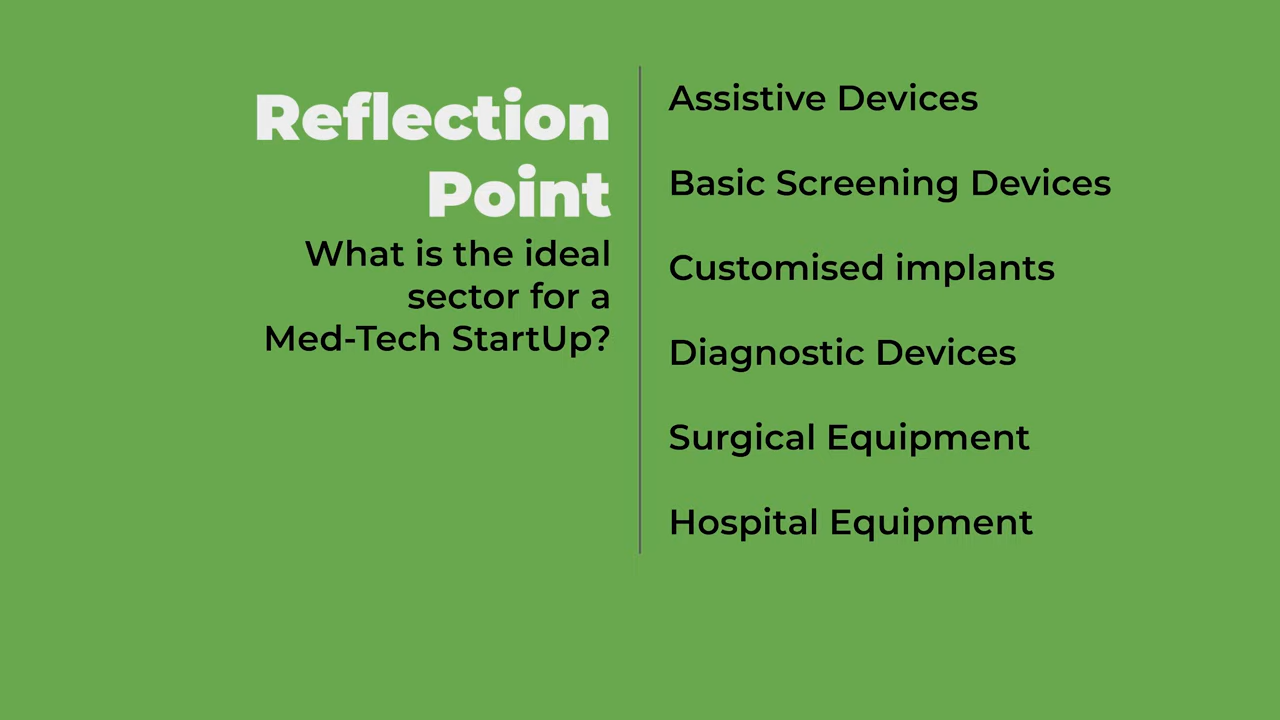 Reflection
Point
What is the ideal
sector for a
Med-Tech StartUp?
Assistive Devices
Basic Screening Devices
Customised implants
Diagnostic Devices
Surgical Equipment
Hospital Equipment